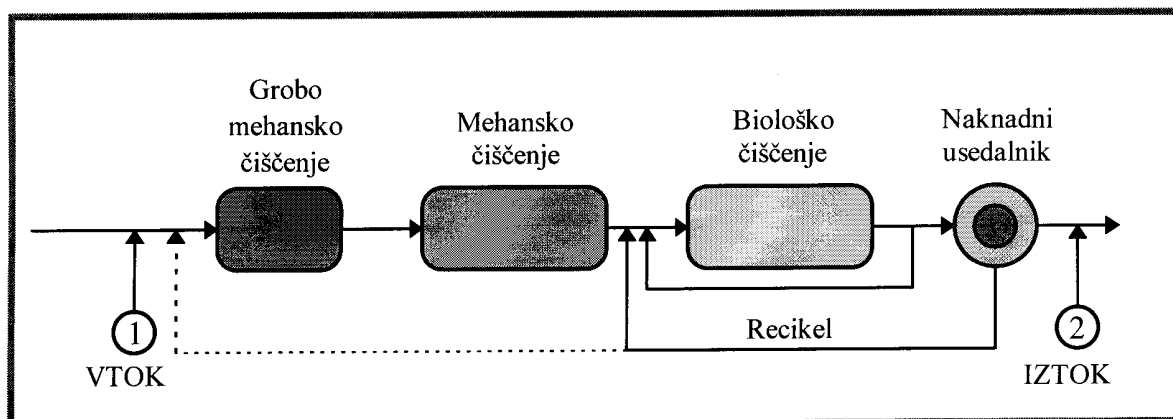 Grobo
mehansko
čiščenje
Mehansko
čiščenje
Biološko
čiščenje
Naknadni
usedalnik
1
VTOK
Recikel
2
IZTOK